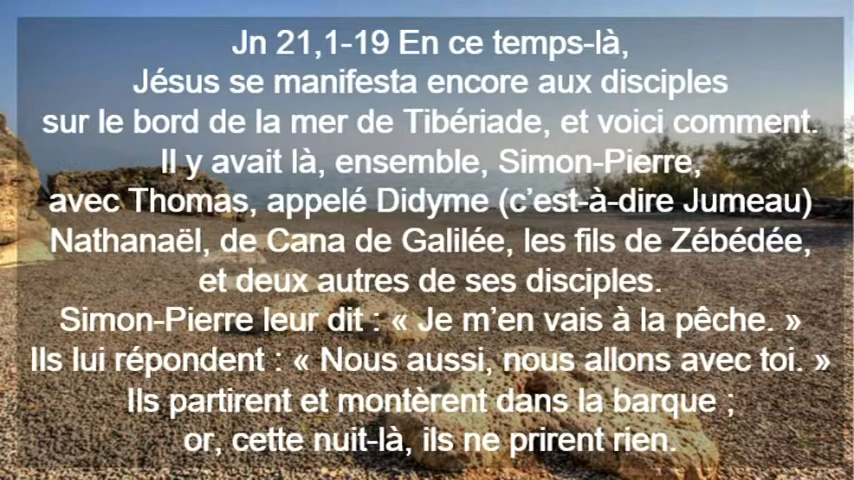 Jn 21,1-19 En ce temps-là,
Jésus se manifesta encore aux disciples
sur le bord de la mer de Tibériade, et voici comment.
Il y avait là, ensemble, Simon-Pierre,
avec Thomas, appelé Didyme (c’est-à-dire Jumeau)
Nathanaël, de Cana de Galilée, les fils de Zébédée,
et deux autres de ses disciples.
Simon-Pierre leur dit : « Je m’en vais à la pêche. »
Ils lui répondent : « Nous aussi, nous allons avec toi. »
Ils partirent et montèrent dans la barque ;
or, cette nuit-là, ils ne prirent rien.